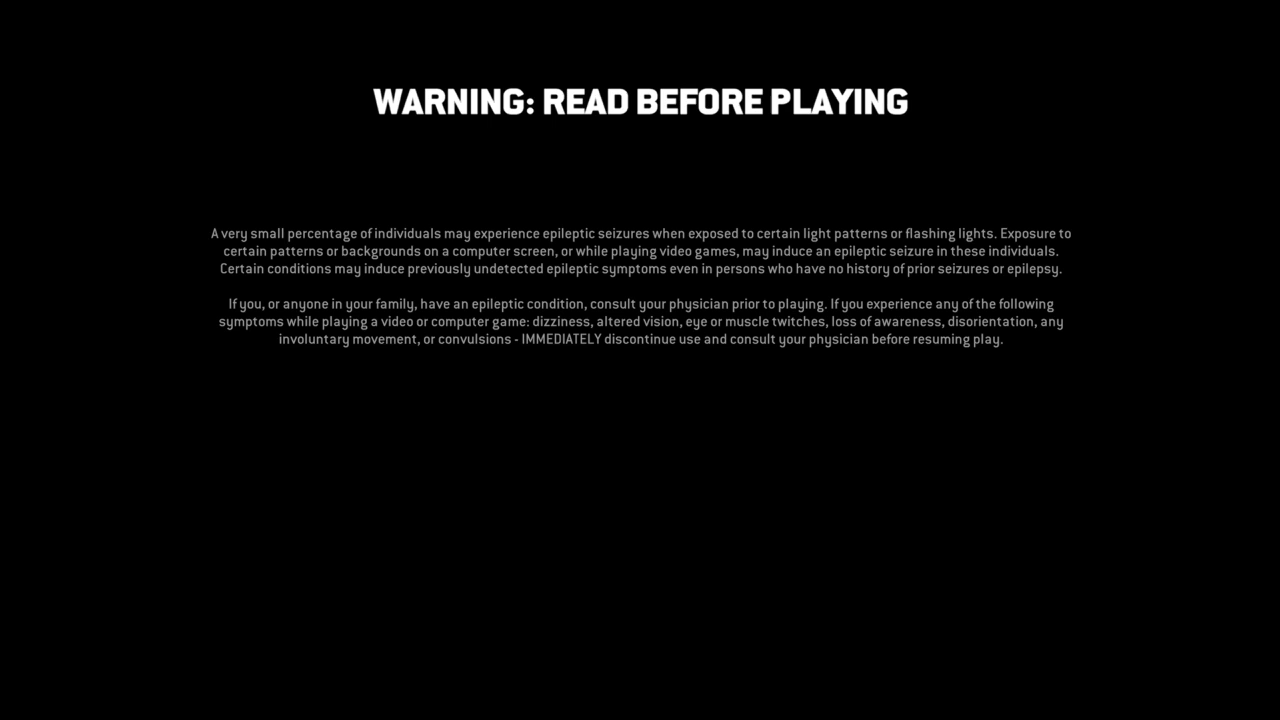 WARNING: READ BEFORE PLAYING
A very small percentage of individuals may experience epileptic seizures when exposed to certain light patterns or flashing lights. Exposure to
certain patterns or backgrounds on a computer screen, or while playing video games, may induce an epileptic seizure in these individuals.
Certain conditions may induce previously undetected epileptic symptoms even in persons who have no history of prior seizures or epilepsy.
If you, or anyone in your family, have an epileptic condition, consult your physician prior to playing. If you experience any of the following
symptoms while playing a video or computer game: dizziness, altered vision, eye or muscle twitches, loss of awareness, disorientation, any
involuntary movement, or convulsions - IMMEDIATELY discontinue use and consult your physician before resuming play.